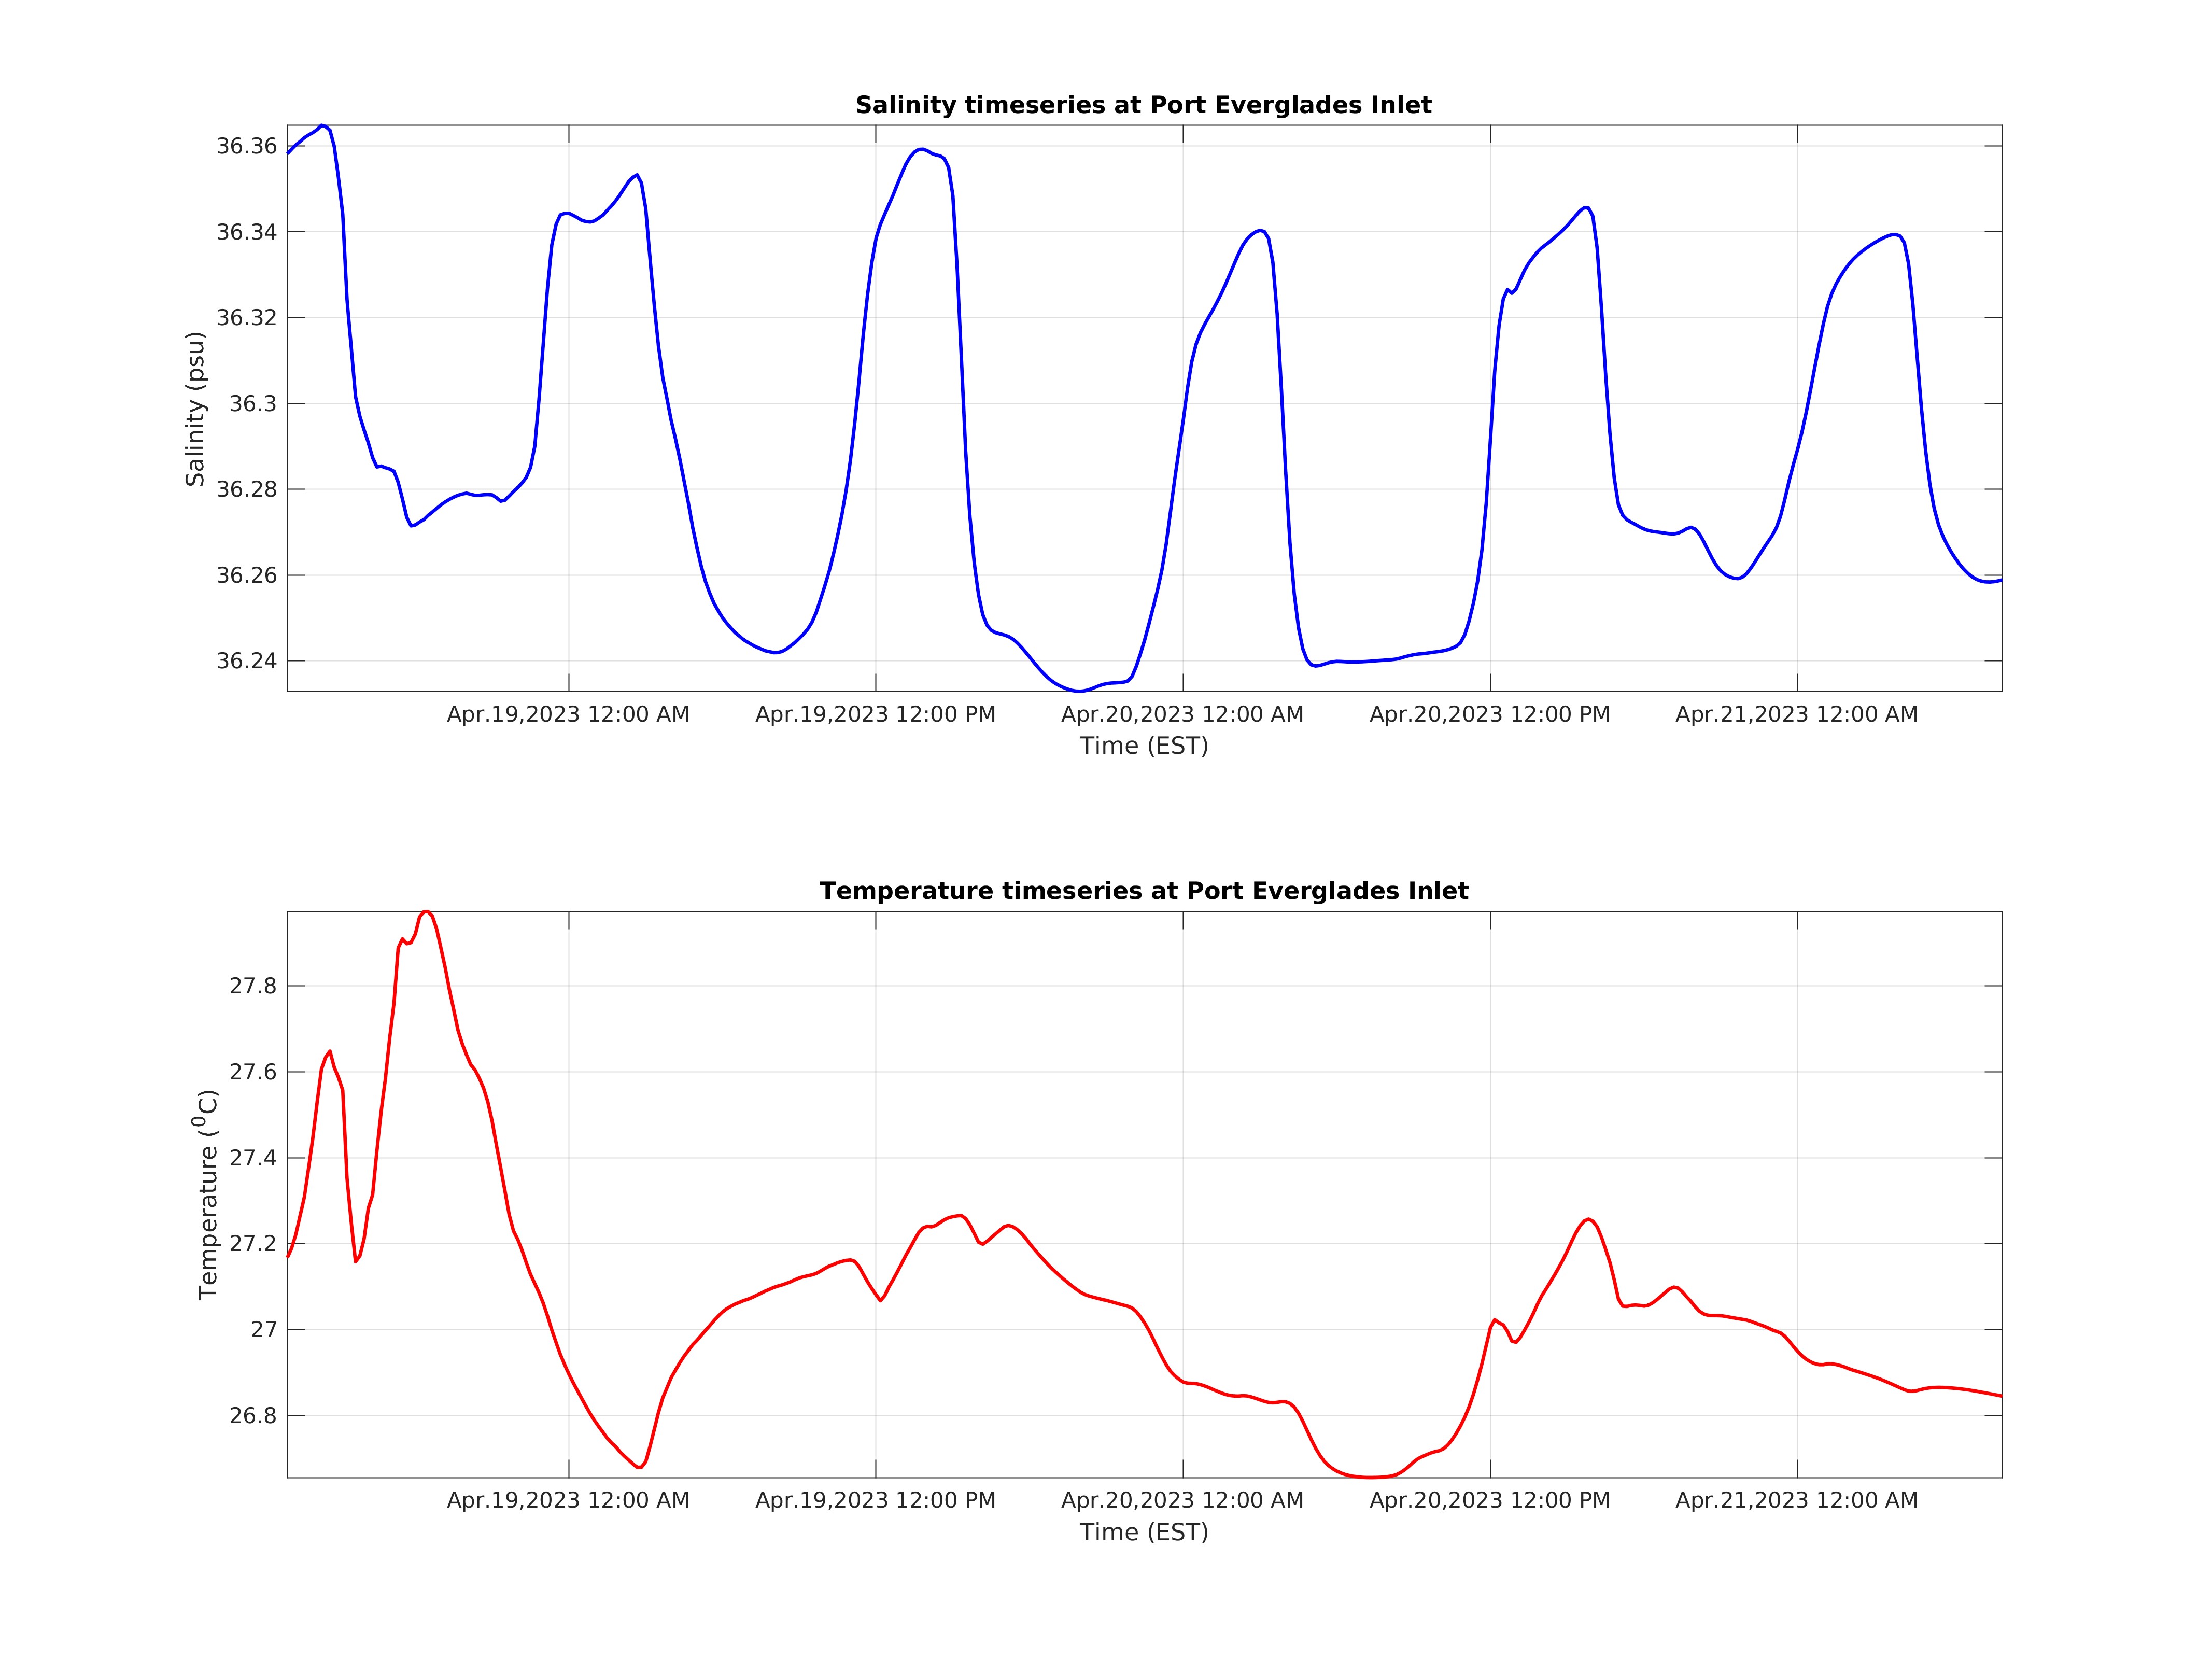 Salinity timeseries at Port Everglades Inlet
36.36
36.34
36.32
36.3
36.28
36.26
36.24
Salinity (psu)
Apr.19,2023 12:00 AM Apr.19,2023 12:00 PM Apr.20,2023 12:00 AM Apr.20,2023 12:00 PM Apr.21,2023 12:00 AM
Time (EST)
Temperature timeseries at Port Everglades Inlet
27.8
27.6
27.4
27.2
27
26.8
Temperature (⁰C)
Apr.19,2023 12:00 AM Apr.19,2023 12:00 PM Apr.20,2023 12:00 AM Apr.20,2023 12:00 PM Apr.21,2023 12:00 AM
Time (EST)